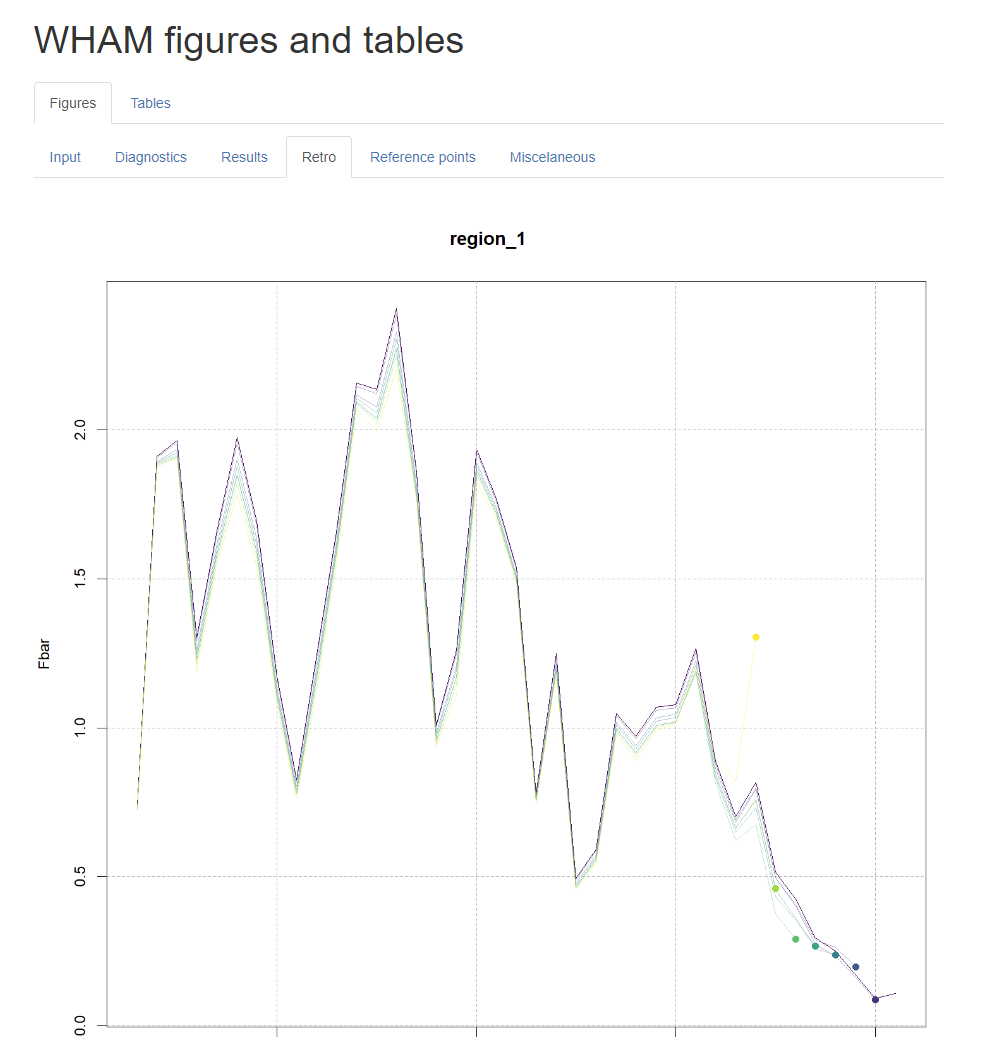 WHAM figures and tables
Figures Tables
Input Diagnostics Results Retro Reference points Miscelaneous
region_1
2.0
1.5
Fbar
1.0
0.5
0.0